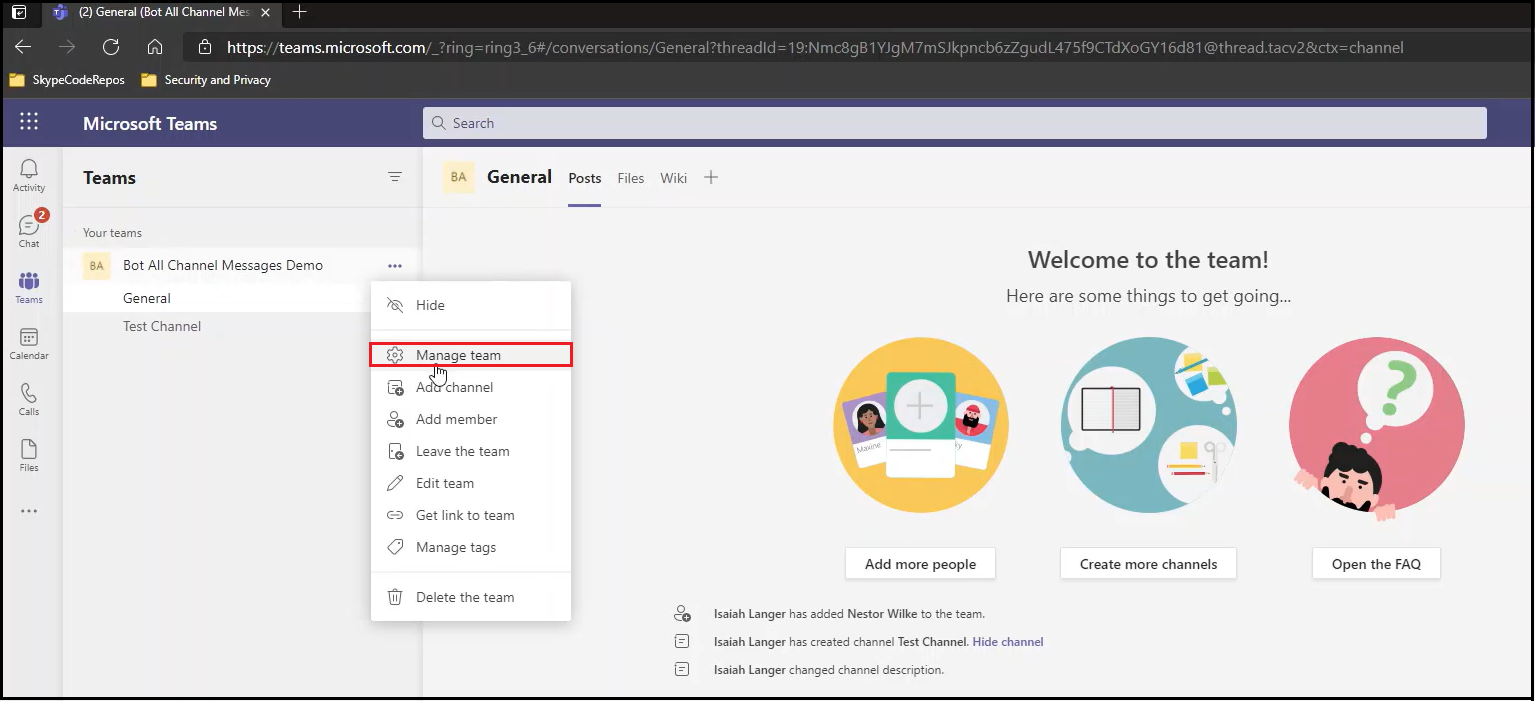 (2) General (Bot All Channel Mes
https://teams.microsoft.com/_?ring=ring3_6#/conversations/General?threadId=19:Nmc8gB1YJgM7mSJkpncb6zZgudL475f9CTdXoGY16d81@thread.tacv2&ctx=channel
SkypeCodeRepos Security and Privacy
Microsoft Teams
Search
Activity
2
Chat
Teams
Calendar
Calls
Files
Teams
Your teams
BA Bot All Channel Messages Demo
General
Test Channel
Hide
Manage team
Add channel
Add member
Leave the team
Edit team
Get link to team
Manage tags
Delete the team
BA General Posts Files Wiki
Welcome to the team!
Here are some things to get going...
Maxine
?
Add more people Create more channels Open the FAQ
Isaiah Langer has added Nestor Wilke to the team.
Isaiah Langer has created channel Test Channel. Hide channel
Isaiah Langer changed channel description.